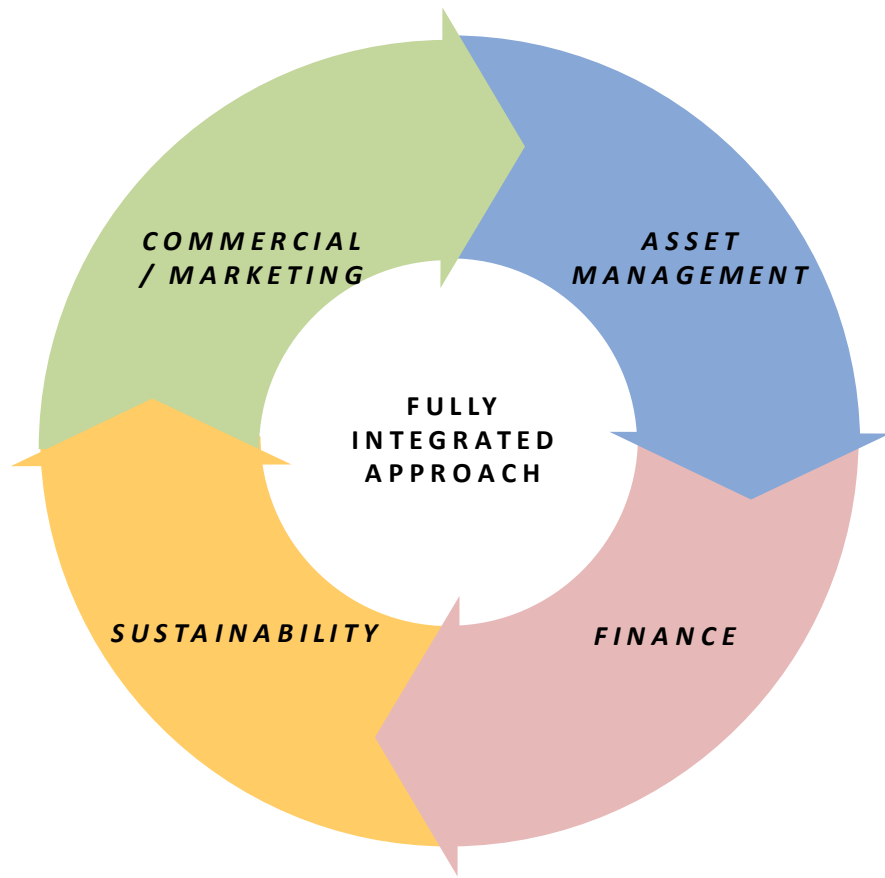 COMMERCIAL
/ MARKETING
ASSET
MANAGEMENT
FULLY
INTEGRATED
APPROACH
SUSTAINABILITY
FINANCE